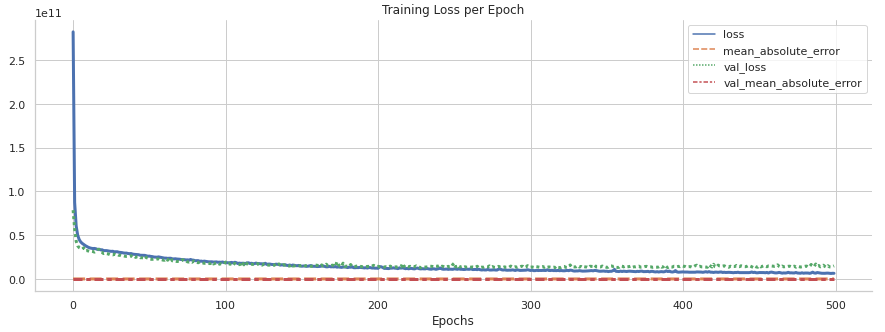 Training Loss per Epoch
1e11
loss
mean_absolute_error
val_loss
val_mean_absolute_error
2.5
2.0
1.5
1.0
0.5
0.0
0 100 200 300 400 500
Epochs